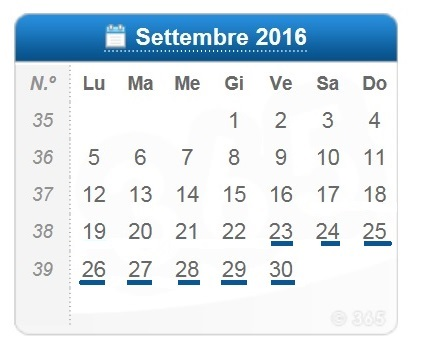 Settembre 2016
N.º Lu Ma Me Gi Ve Sa Do
35 1 2 3 4
36 5 6 7 8 9 10 11
37 12 13 14 15 16 17 18
38 19 20 21 22 23 24 25
39 26 27 28 29 30
© 365